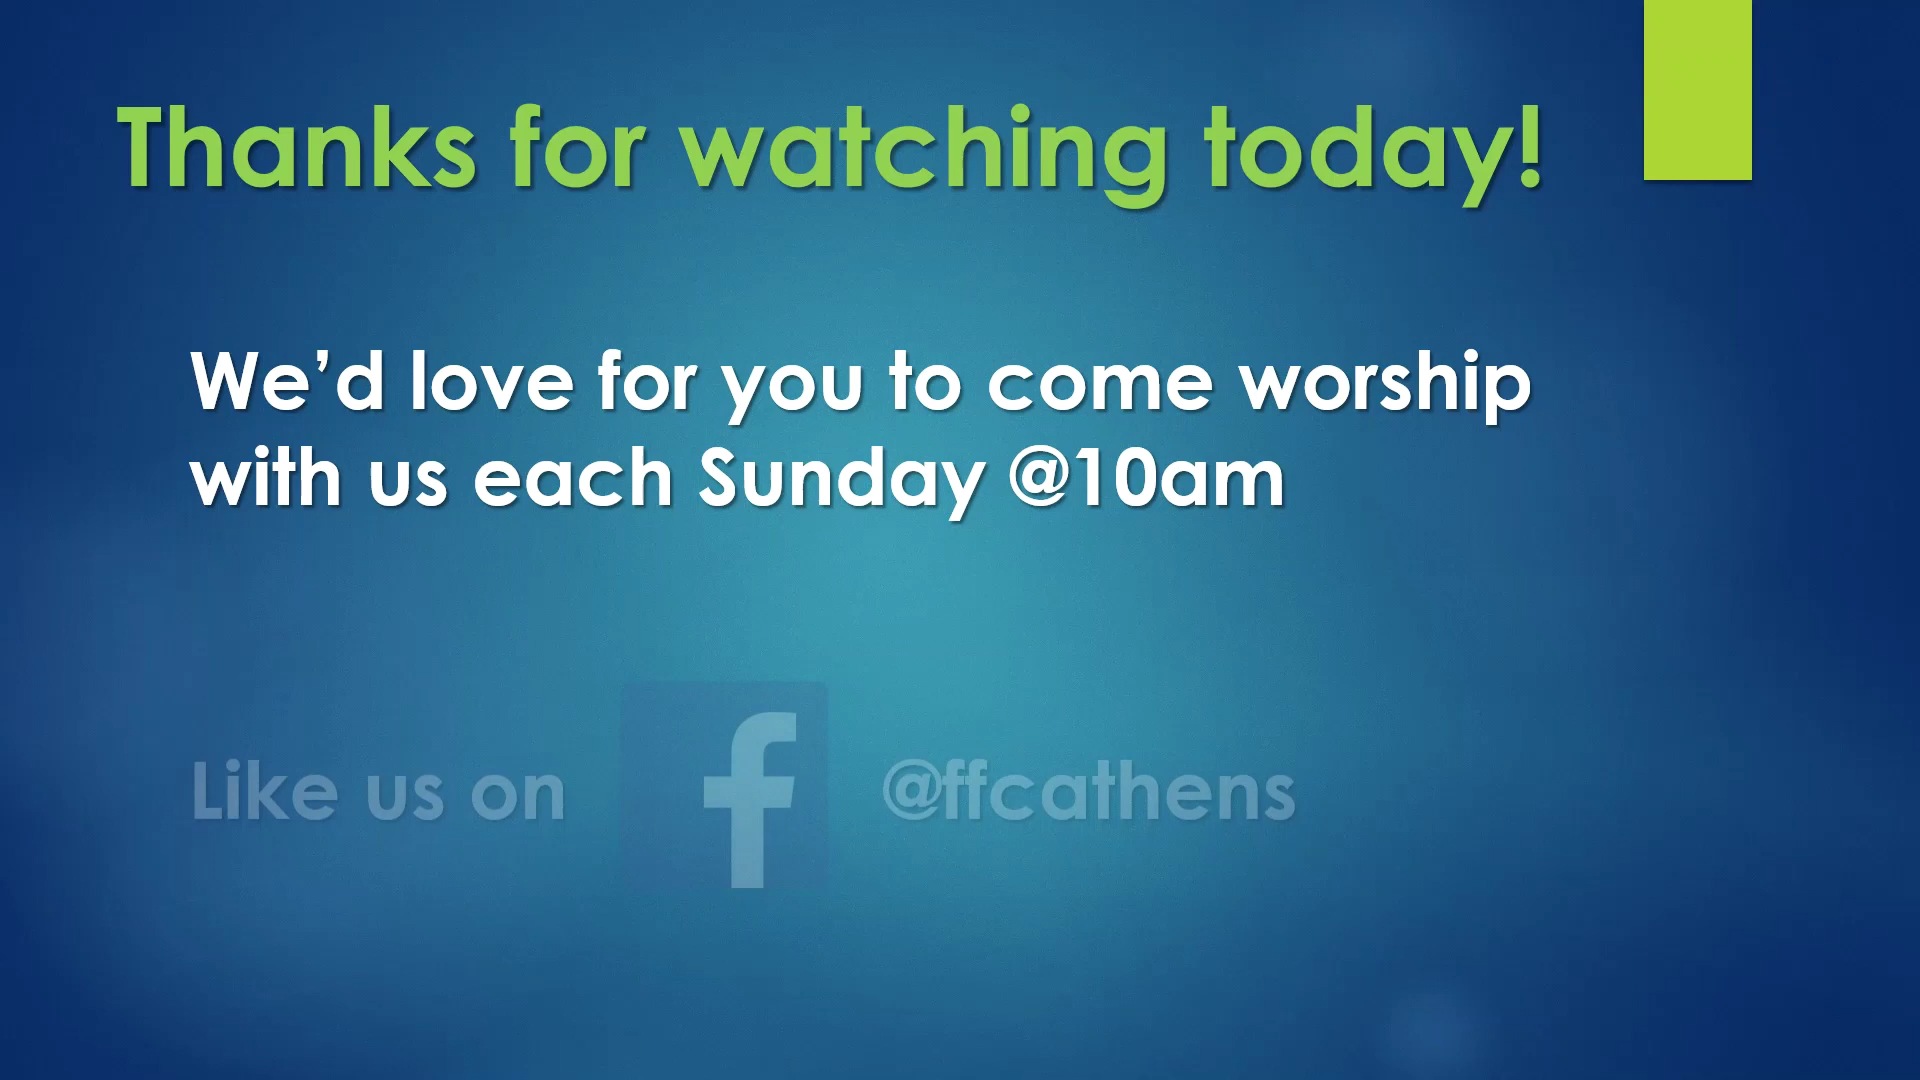 Thanks for watching today!
We’d love for you to come worship
with us each Sunday @10am
Like us on f @ffcathens